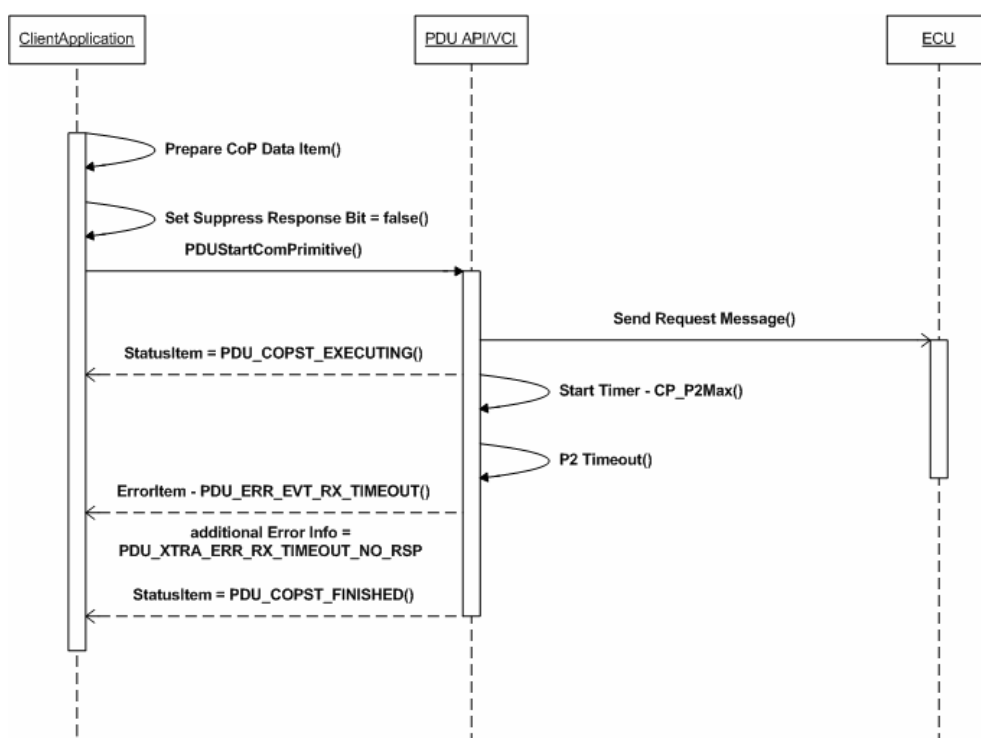 ClientApplication
PDU API/VCI
ECU
Prepare CoP Data Item()
Set Suppress Response Bit = false()
PDUStartComPrimitive()
Send Request Message()
StatusItem = PDU_COPST_EXECUTING()
Start Timer - CP_P2Max()
P2 Timeout()
ErrorItem - PDU_ERR_EVT_RX_TIMEOUT()
additional Error Info =
PDU_XTRA_ERR_RX_TIMEOUT_NO_RSP
StatusItem = PDU_COPST_FINISHED()